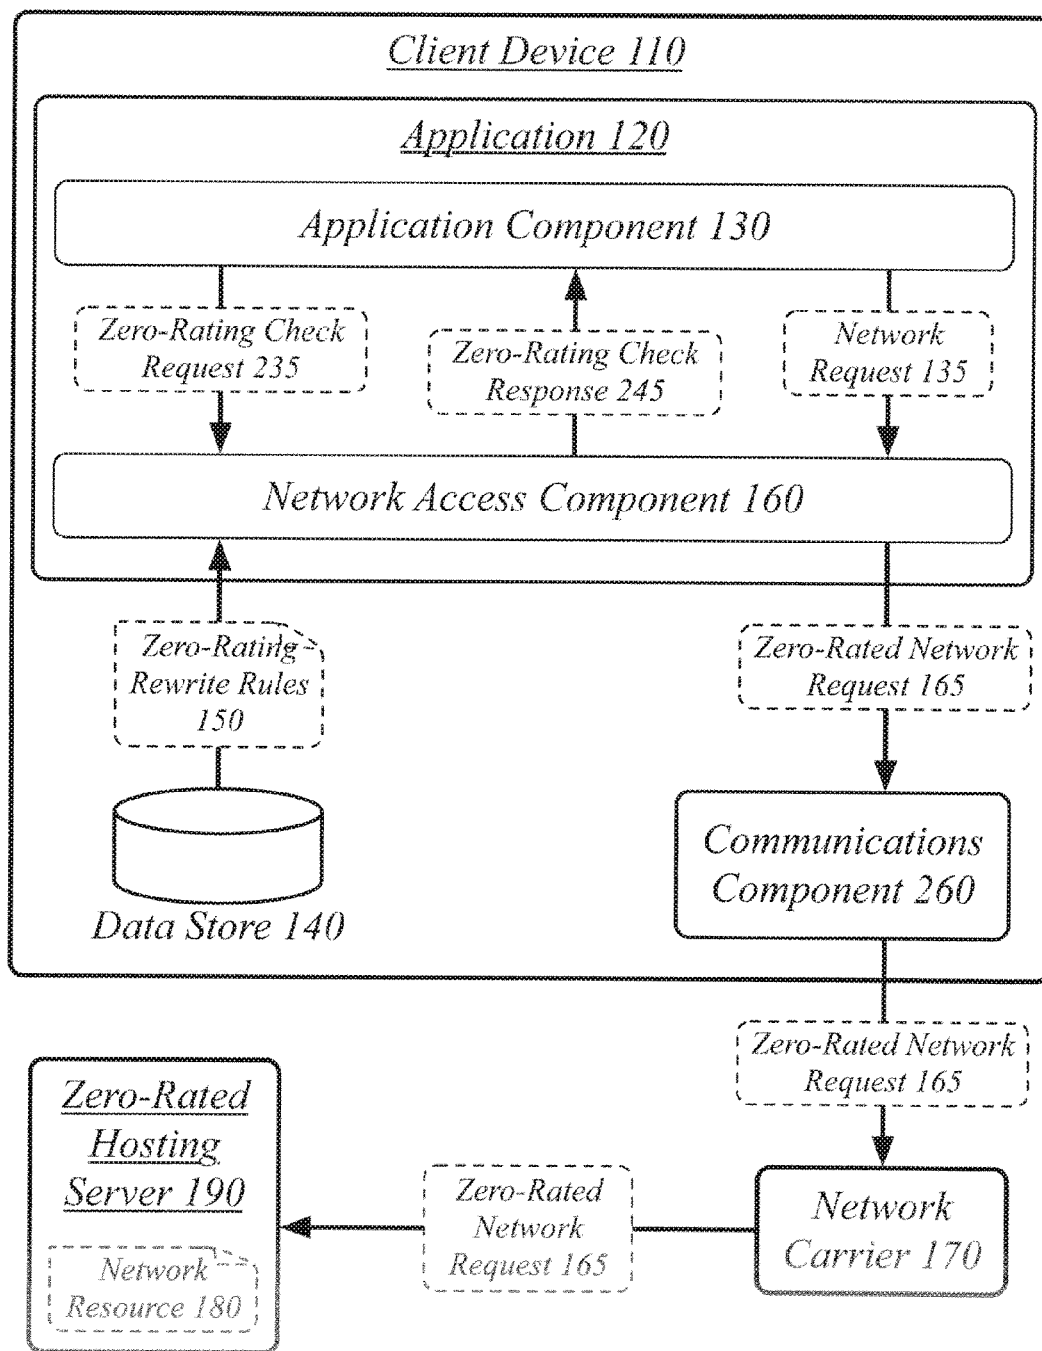 Client Device 110
Application 120
Application Component 130
Zero-Rating Check
Request 235
Zero-Rating Check
Response 245
Network
Request 135
Network Access Component 160
Zero-Rating
Rewrite Rules
150
Zero-Rated Network
Request 165
Data Store 140
Communications
Component 260
Zero-Rated Network
Request 165
Zero-Rated
Hosting
Server 190
Network
Resource 180
Zero-Rated
Network
Request 165
Network
Carrier 170